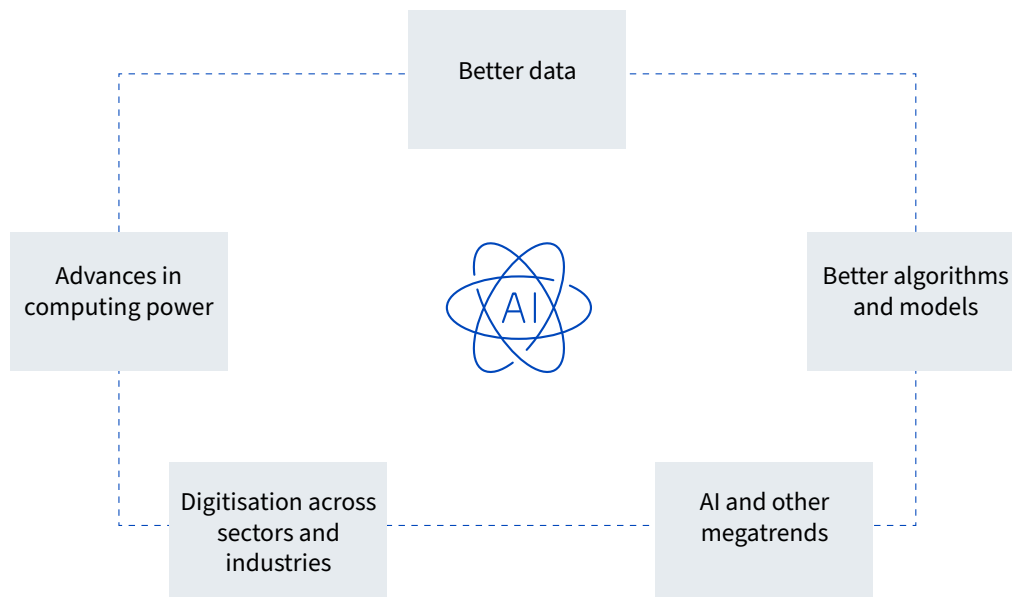 Better data
Advances in
computing power
AI
Better algorithms
and models
Digitisation across
sectors and
industries
AI and other
megatrends